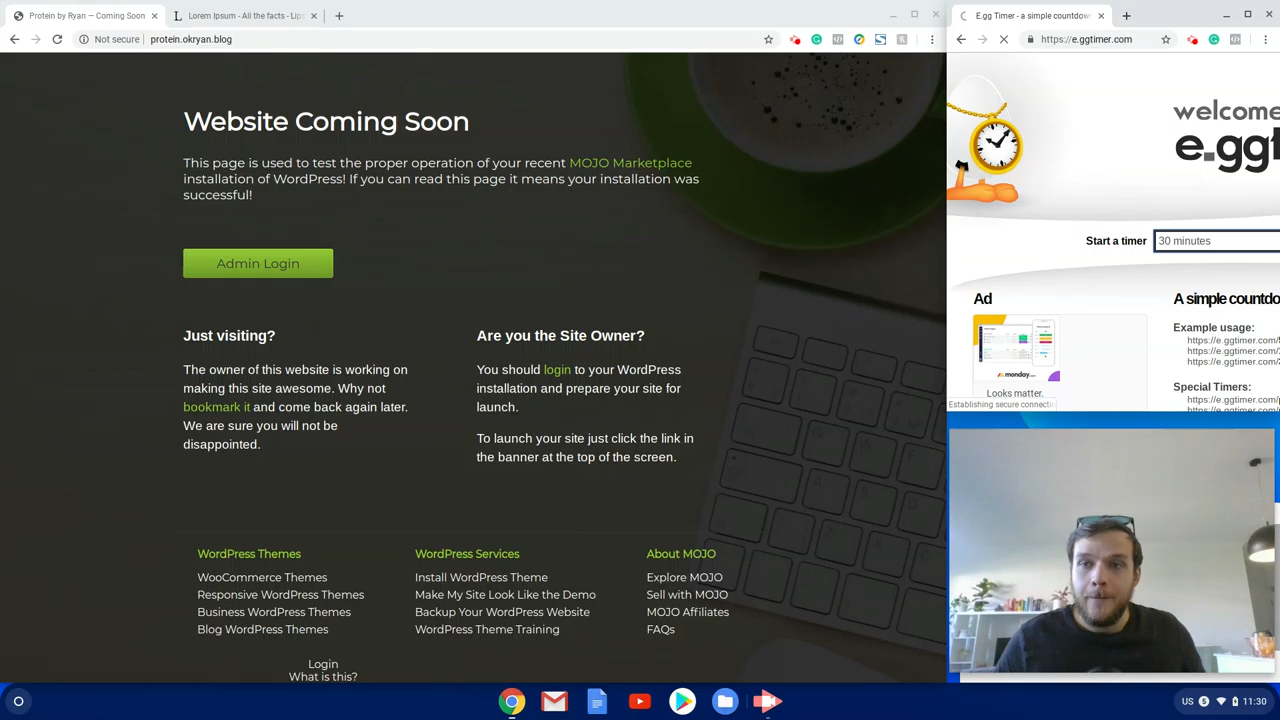 Protein by Ryan — Coming Soon
Lorem Ipsum - All the facts - Lips
Not secure
protein.okryan.blog
Website Coming Soon
This page is used to test the proper operation of your recent MOJO Marketplace
installation of WordPress! If you can read this page it means your installation was
successful!
Admin Login
Just visiting?
The owner of this website is working on
making this site awesome. Why not
bookmark it and come back again later.
We are sure you will not be
disappointed.
Are you the Site Owner?
You should login to your WordPress
installation and prepare your site for
launch.
To launch your site just click the link in
the banner at the top of the screen.
WordPress Themes
WooCommerce Themes
Responsive WordPress Themes
Business WordPress Themes
Blog WordPress Themes
WordPress Services
Install WordPress Theme
Make My Site Look Like the Demo
Backup Your WordPress Website
WordPress Theme Training
About MOJO
Explore MOJO
Sell with MOJO
MOJO Affiliates
FAQs
Login
What is this?
E.gg Timer - a simple countdow
https://e.ggtimer.com
welcome
e.ggt
Start a timer
30 minutes
Ad
monday.com
Looks matter.
A simple countdo
Example usage:
https://e.ggtimer.com/
https://e.ggtimer.com/
https://e.ggtimer.com/
Special Timers:
https://e.ggtimer.com/
Establishing secure connectio
US
5
11:30